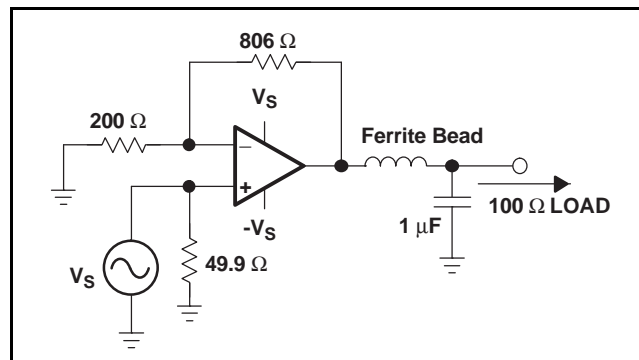 806 Ω
V_S
200 Ω
Ferrite Bead
−
+
-V_S
1 μF
100 Ω LOAD
V_S
49.9 Ω